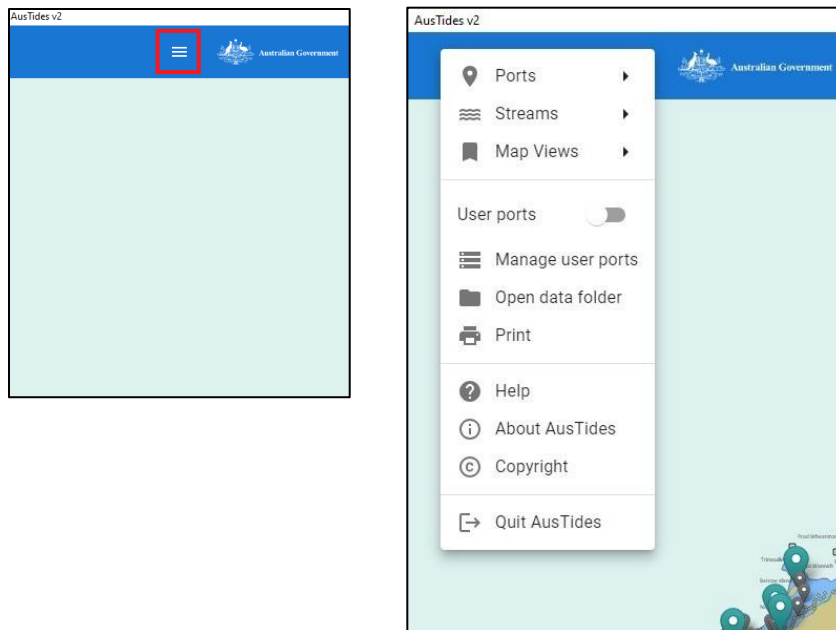 AusTides v2
Australian Government
AusTides v2
Australian Government
Ports
Streams
Map Views
User ports
Manage user ports
Open data folder
Print
Help
About AusTides
Copyright
Quit AusTides